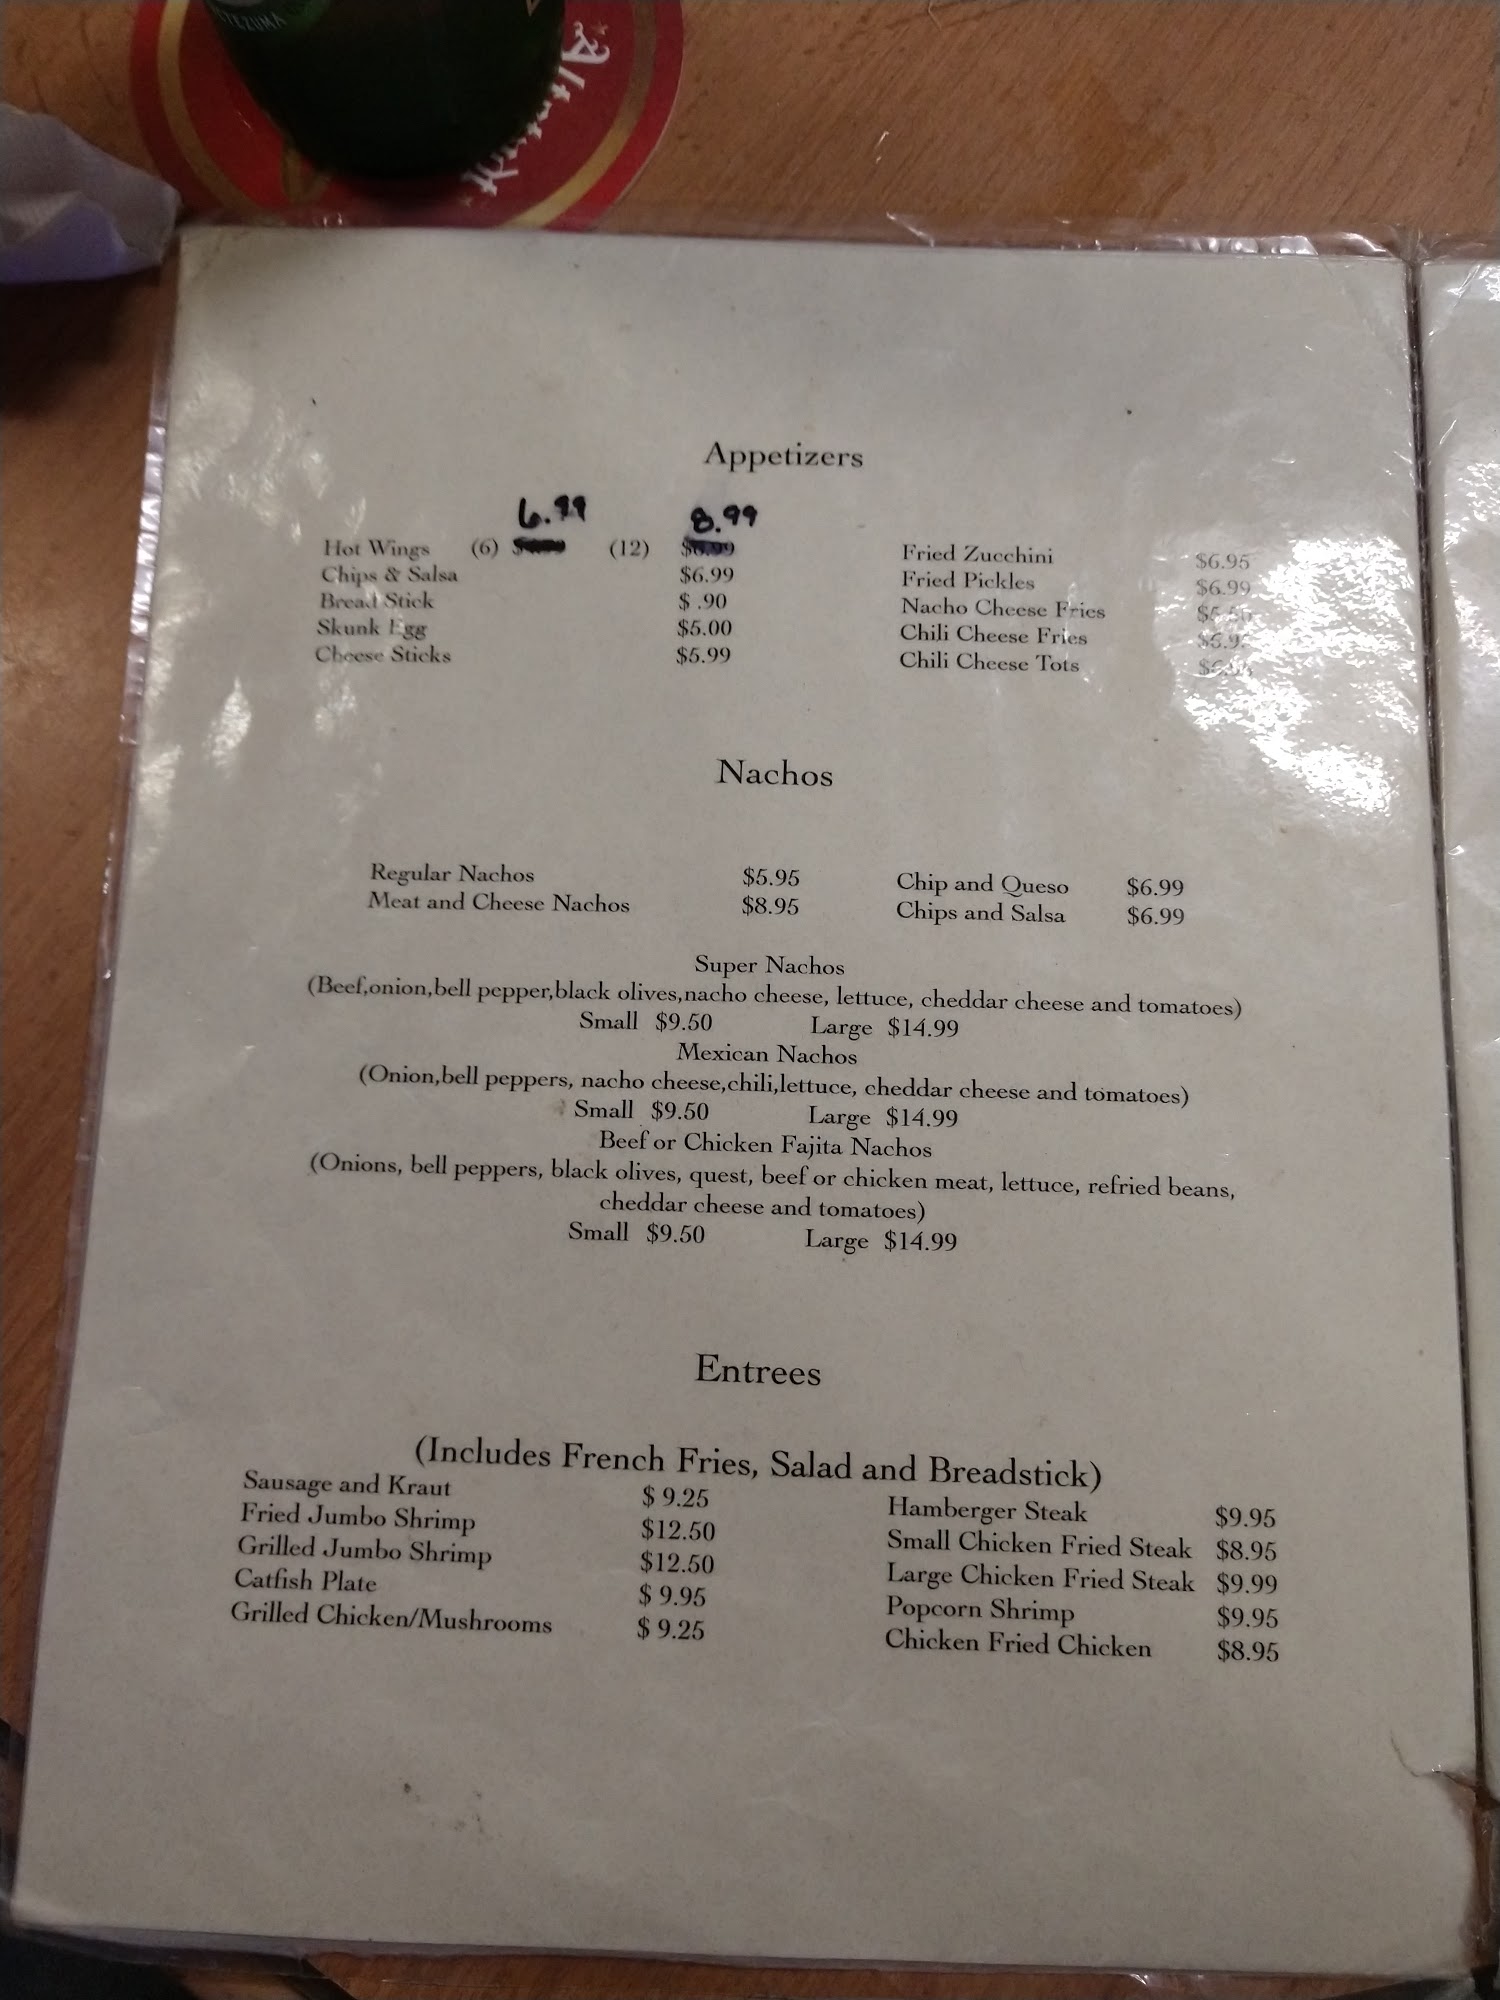 TEZUMA
Appetizers
6.99 8.99
Hot Wings (6) (12)
Chips & Salsa $6.99
Bread Stick $ .90
Skunk Egg $5.00
Cheese Sticks $5.99
Fried Zucchini $6.95
Fried Pickles $6.99
Nacho Cheese Fries
Chili Cheese Fries
Chili Cheese Tots
Nachos
Regular Nachos $5.95
Meat and Cheese Nachos $8.95
Chip and Queso $6.99
Chips and Salsa $6.99
Super Nachos
(Beef,onion,bell pepper,black olives,nacho cheese, lettuce, cheddar cheese and tomatoes)
Small $9.50 Large $14.99
Mexican Nachos
(Onion,bell peppers, nacho cheese,chili,lettuce, cheddar cheese and tomatoes)
Small $9.50 Large $14.99
Beef or Chicken Fajita Nachos
(Onions, bell peppers, black olives, quest, beef or chicken meat, lettuce, refried beans,
cheddar cheese and tomatoes)
Small $9.50 Large $14.99
Entrees
(Includes French Fries, Salad and Breadstick)
Sausage and Kraut $ 9.25
Fried Jumbo Shrimp $12.50
Grilled Jumbo Shrimp $12.50
Catfish Plate $ 9.95
Grilled Chicken/Mushrooms $ 9.25
Hamberger Steak $9.95
Small Chicken Fried Steak $8.95
Large Chicken Fried Steak $9.99
Popcorn Shrimp $9.95
Chicken Fried Chicken $8.95